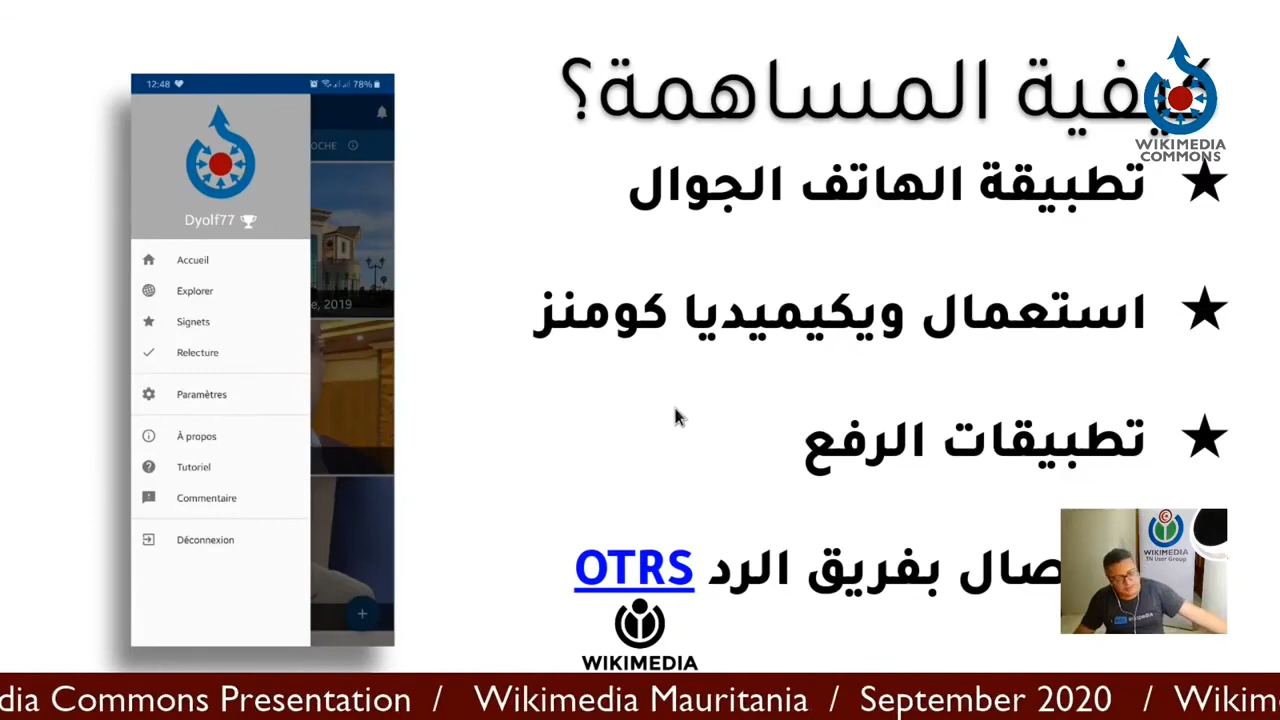 كيفية المساهمة؟
WIKIMEDIA
COMMONS
★ تطبيقة الهاتف الجوال
★ استعمال ويكيميديا كومنز
★ تطبيقات الرفع
بفريق الرد OTRS
12:48
78%
OCHE
Dyolf77
Accueil
Explorer
Signets
Relecture
Paramètres
À propos
Tutoriel
Commentaire
Déconnexion
e, 2019
WIKIMEDIA
TN User Group
WIKIMEDIA
dia Commons Presentation / Wikimedia Mauritania / September 2020 / Wikim